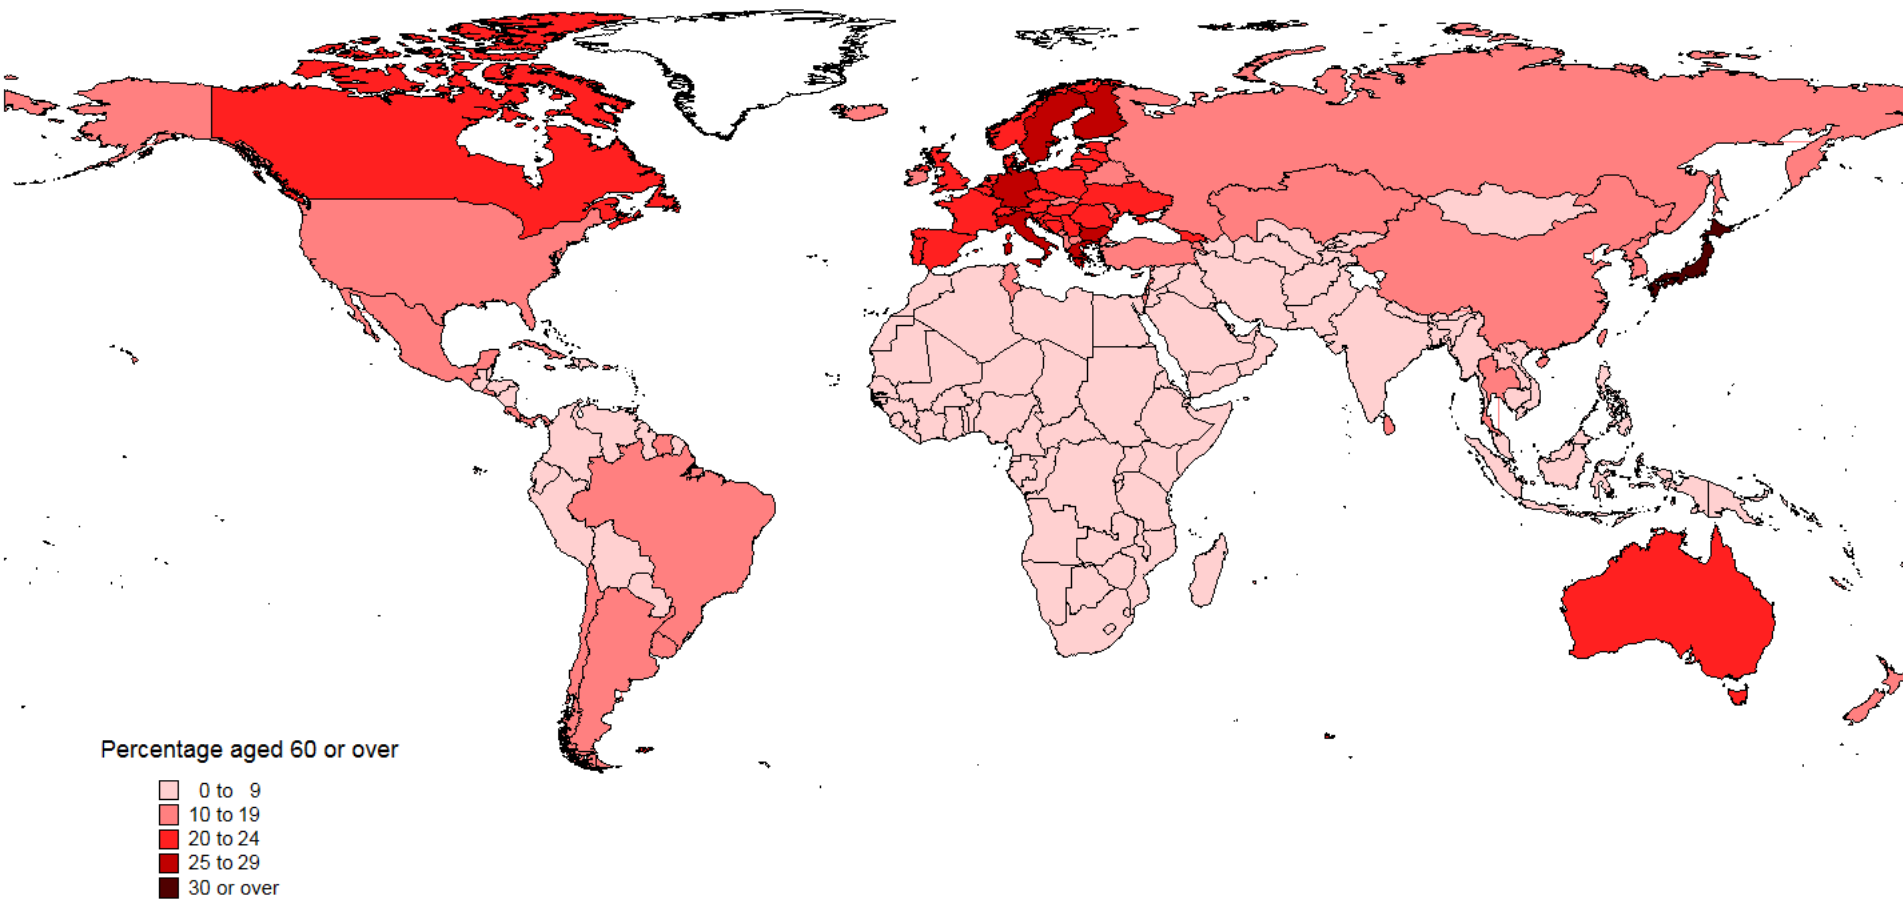 Percentage aged 60 or over
0 to 9
10 to 19
20 to 24
25 to 29
30 or over